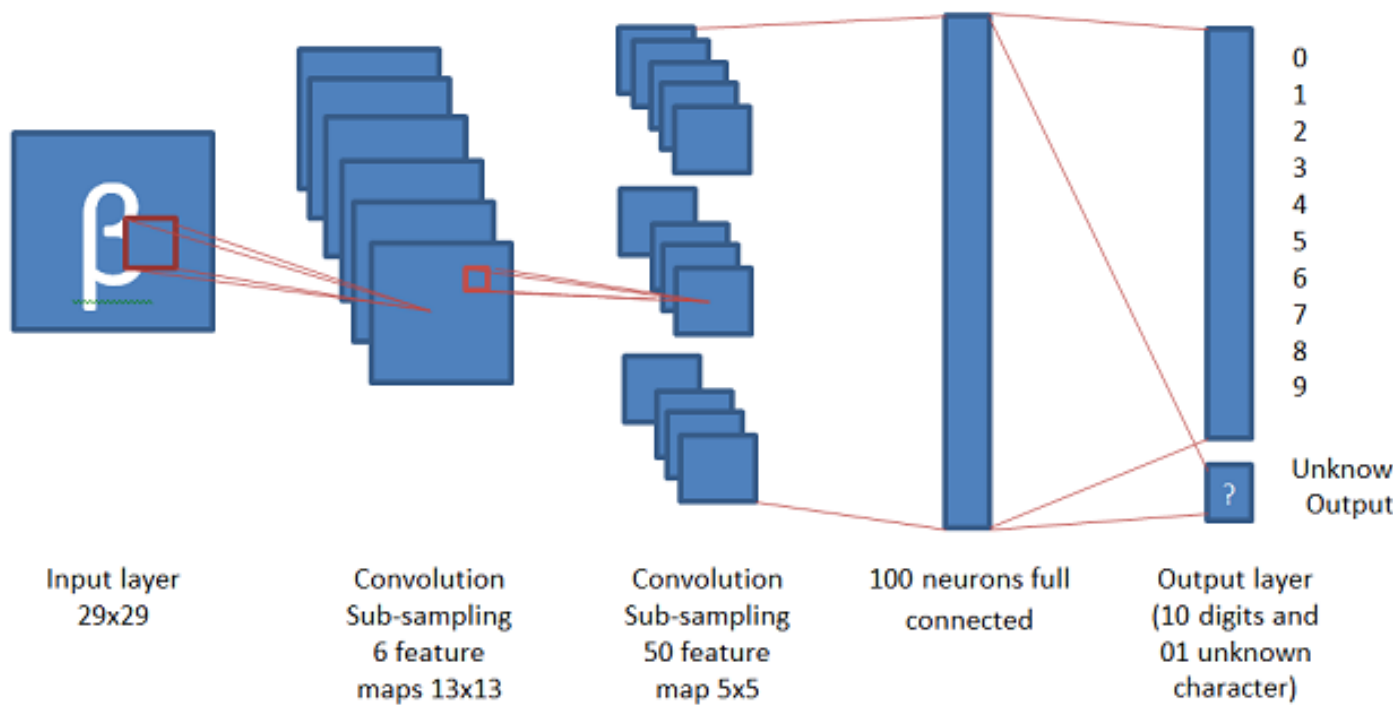 β
0
1
2
3
4
5
6
7
8
9
?
Unknow
Output
Input layer
29x29
Convolution
Sub-sampling
6 feature
maps 13x13
Convolution
Sub-sampling
50 feature
map 5x5
100 neurons full
connected
Output layer
(10 digits and
01 unknown
character)